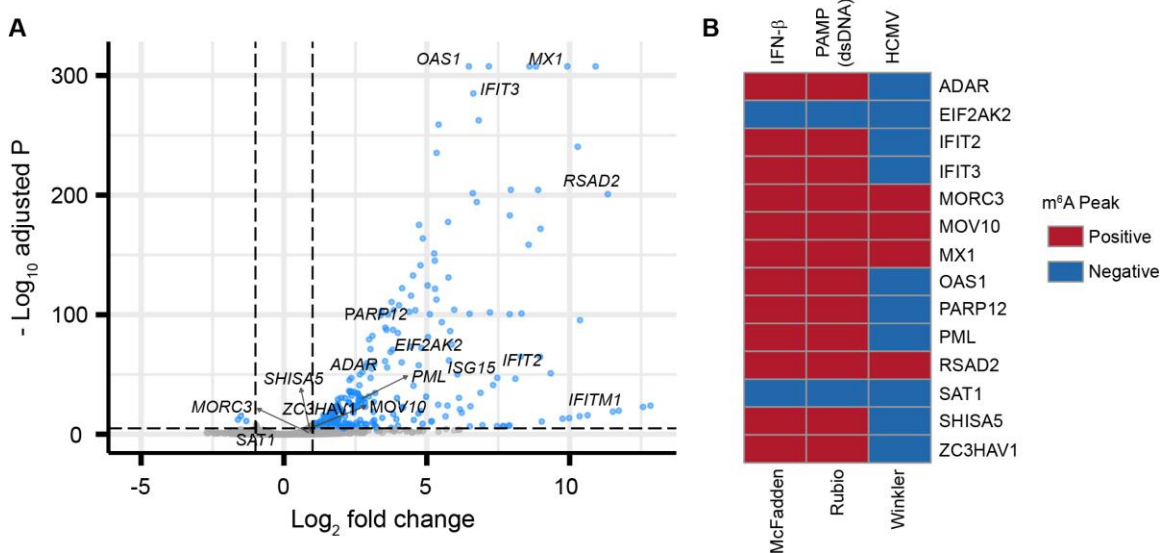 A
- Log10 adjusted P
300
200
100
0
-5
0
5
10
Log2 fold change
OAS1
MX1
IFIT3
RSAD2
PARP12
EIF2AK2
ADAR
ISG15
IFIT2
SHISA5
PML
MORC3
ZC3HAV1
MOV10
IFITM1
SAT1
B
IFN-β
PAMP
(dsDNA)
HCMV
ADAR
EIF2AK2
IFIT2
IFIT3
MORC3
MOV10
MX1
OAS1
PARP12
PML
RSAD2
SAT1
SHISA5
ZC3HAV1
McFadden
Rubio
Winkler
m⁶A Peak
Positive
Negative